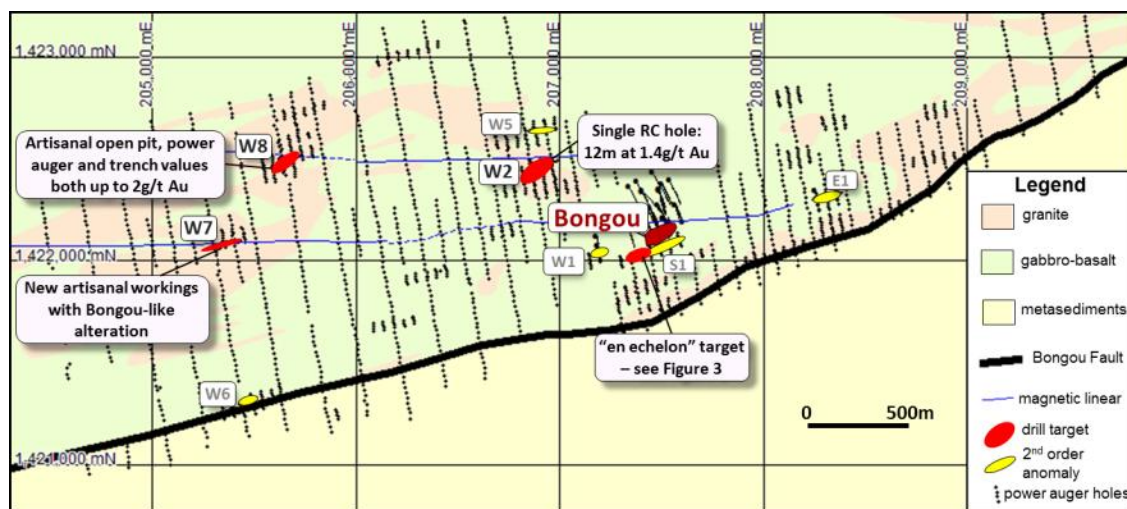 205,000 mE
206,000 mE
207,000 mE
208,000 mE
209,000 mE
1,423,000 mN
1,422,000 mN
1,421,000 mN
Artisanal open pit, power
auger and trench values
both up to 2g/t Au
W8
W5
W2
Single RC hole:
12m at 1.4g/t Au
E1
Bongou
W7
W1
S1
New artisanal workings
with Bongou-like
alteration
"en echelon" target
– see Figure 3
W6
0 500m
Legend
granite
gabbro-basalt
metasediments
Bongou Fault
magnetic linear
drill target
2nd order
anomaly
power auger holes